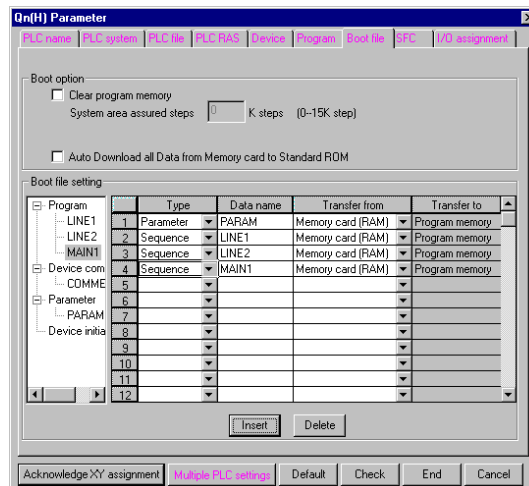 Qn(H) Parameter
PLC name PLC system PLC file PLC RAS Device Program Boot file SFC I/O assignment
Boot option
Clear program memory
System area assured steps 0 K steps (0--15K step)
Auto Download all Data from Memory card to Standard ROM
Boot file setting
Program
LINE1
LINE2
MAIN1
Device com
COMME
Parameter
PARAM
Device initia
Type Data name Transfer from Transfer to
1 Parameter PARAM Memory card (RAM) Program memory
2 Sequence LINE1 Memory card (RAM) Program memory
3 Sequence LINE2 Memory card (RAM) Program memory
4 Sequence MAIN1 Memory card (RAM) Program memory
5
6
7
8
9
10
11
12
Insert Delete
Acknowledge XY assignment Multiple PLC settings Default Check End Cancel